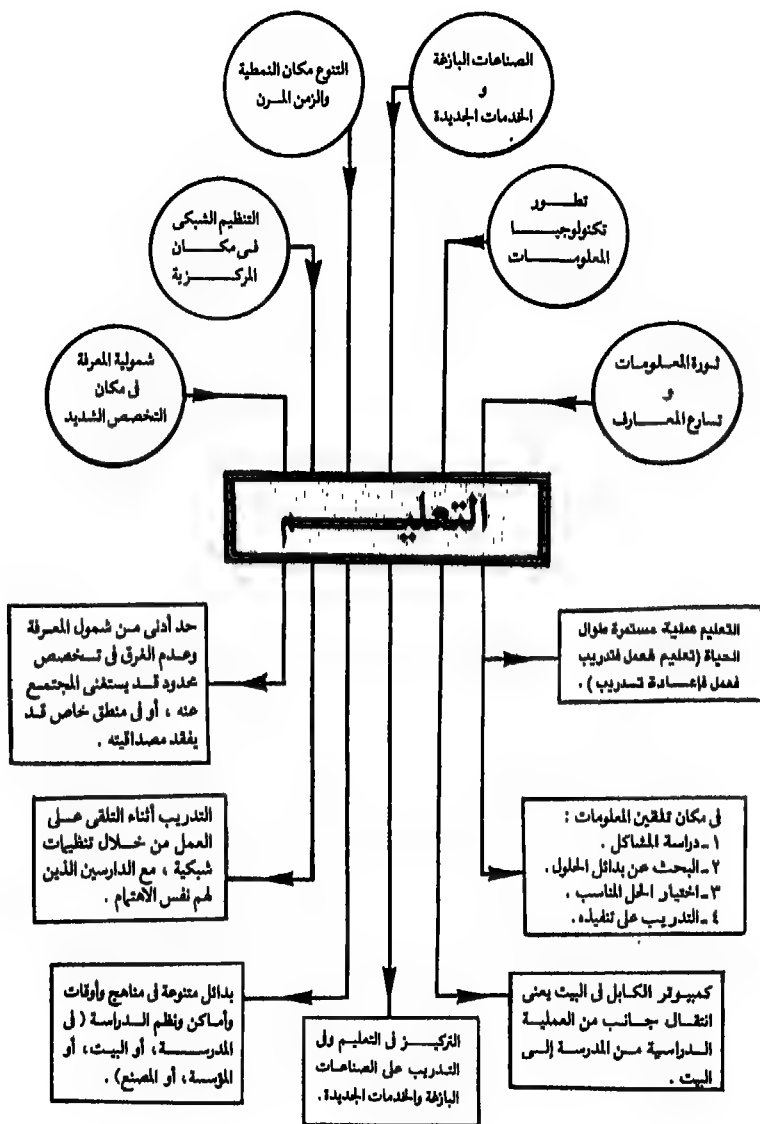 الصناعات البازغة
و
الخدمات الجديدة
التنوع مكان النمطية
والزمن المرن
تطور
تكنولوجيا
المعلومات
التنظيم الشبكى
فى مكان
المركزية
ثورة المعلومات
و
تسارع المعارف
شمولية المعرفة
فى مكان
التخصص الشديد
التعليم
التعليم عملية مستمرة طوال
الحياة (تعليم فعمل فتدريب
فعمل فإعادة تدريب) .
حد أدنى من شمول المعرفة
وعدم الغرق فى تخصص
محدود قد يستغنى المجتمع
عنه ، أو فى منطق خاص قد
يفقد مصداقيته .
فى مكان تلقين المعلومات :
١ ـ دراسة المشاكل .
٢ ـ البحث عن بدائل الحلول .
٣ ـ اختيار الحل المناسب .
٤ ـ التدريب على تنفيذه .
التدريب أثناء التلقى على
العمل من خلال تنظيمات
شبكية ، مع الدارسين الذين
لهم نفس الاهتمام .
كمبيوتر الكابل فى البيت يعنى
انتقال جانب من العملية
الدراسية من المدرسة إلى
البيت .
بدائل متنوعة فى مناهج وأوقات
وأماكن ونظم الدراسة ( فى
المدرسة ، أو البيت ، أو
المؤسسة ، أو المصنع) .
التركيز فى التعليم وفى
التدريب على الصناعات
البازغة والخدمات الجديدة .